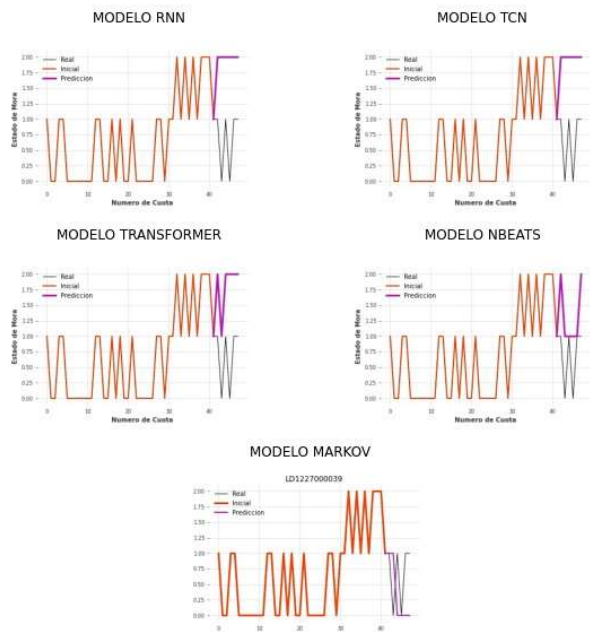 MODELO RNN
2.00
1.75
1.50
1.25
1.00
0.75
0.50
0.25
0.00
Estado de Mora
Real
Inicial
Prediccion
0 10 20 30 40
Numero de Cuota
MODELO TCN
2.00
1.75
1.50
1.25
1.00
0.75
0.50
0.25
0.00
Estado de Mora
Real
Inicial
Prediccion
0 10 20 30 40
Numero de Cuota
MODELO TRANSFORMER
2.00
1.75
1.50
1.25
1.00
0.75
0.50
0.25
0.00
Estado de Mora
Real
Inicial
Prediccion
0 10 20 30 40
Numero de Cuota
MODELO NBEATS
2.00
1.75
1.50
1.25
1.00
0.75
0.50
0.25
0.00
Estado de Mora
Real
Inicial
Prediccion
0 10 20 30 40
Numero de Cuota
MODELO MARKOV
LD1227000039
2.00
1.75
1.50
1.25
1.00
0.75
0.50
0.25
0.00
Real
Inicial
Prediccion
0 10 20 30 40